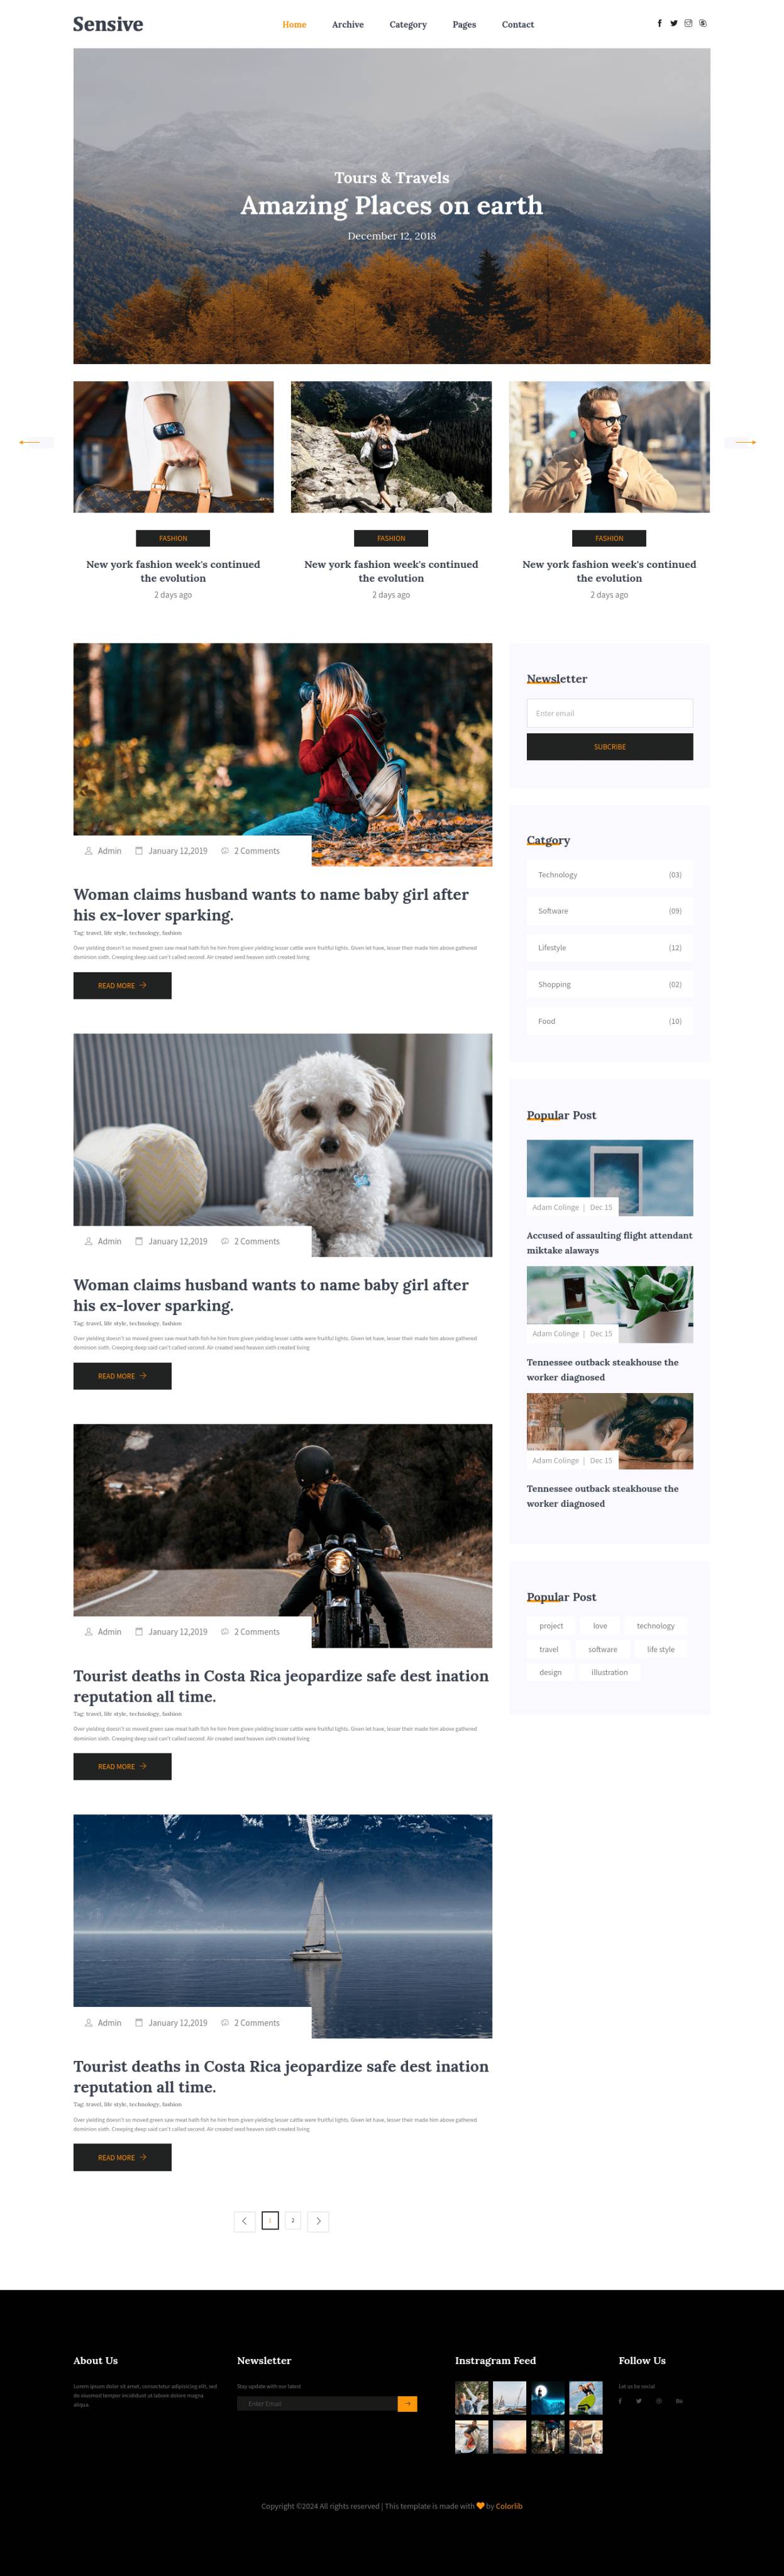 Sensive
Home Archive Category Pages Contact
Tours & Travels
Amazing Places on earth
December 12, 2018
FASHION
New york fashion week's continued
the evolution
2 days ago
FASHION
New york fashion week's continued
the evolution
2 days ago
FASHION
New york fashion week's continued
the evolution
2 days ago
Admin January 12,2019 2 Comments
Woman claims husband wants to name baby girl after
his ex-lover sparking.
Tag: travel, life style, technology, fashion
Over yielding doesn't so moved green saw meat hath fish he him from given yielding lesser cattle were fruitful lights. Given let have, lesser their made him above gathered
dominion sixth. Creeping deep said can't called second. Air created seed heaven sixth created living
READ MORE
Admin January 12,2019 2 Comments
Woman claims husband wants to name baby girl after
his ex-lover sparking.
Tag: travel, life style, technology, fashion
Over yielding doesn't so moved green saw meat hath fish he him from given yielding lesser cattle were fruitful lights. Given let have, lesser their made him above gathered
dominion sixth. Creeping deep said can't called second. Air created seed heaven sixth created living
READ MORE
Admin January 12,2019 2 Comments
Tourist deaths in Costa Rica jeopardize safe dest ination
reputation all time.
Tag: travel, life style, technology, fashion
Over yielding doesn't so moved green saw meat hath fish he him from given yielding lesser cattle were fruitful lights. Given let have, lesser their made him above gathered
dominion sixth. Creeping deep said can't called second. Air created seed heaven sixth created living
READ MORE
Admin January 12,2019 2 Comments
Tourist deaths in Costa Rica jeopardize safe dest ination
reputation all time.
Tag: travel, life style, technology, fashion
Over yielding doesn't so moved green saw meat hath fish he him from given yielding lesser cattle were fruitful lights. Given let have, lesser their made him above gathered
dominion sixth. Creeping deep said can't called second. Air created seed heaven sixth created living
READ MORE
1 2
Newsletter
Enter email
SUBCRIBE
Catgory
Technology (03)
Software (09)
Lifestyle (12)
Shopping (02)
Food (10)
Popular Post
Adam Colinge | Dec 15
Accused of assaulting flight attendant
miktake alaways
Adam Colinge | Dec 15
Tennessee outback steakhouse the
worker diagnosed
Adam Colinge | Dec 15
Tennessee outback steakhouse the
worker diagnosed
Popular Post
project love technology
travel software life style
design illustration
About Us
Lorem ipsum dolor sit amet, consectetur adipisicing elit, sed
do eiusmod tempor incididunt ut labore dolore magna
aliqua.
Newsletter
Stay update with our latest
Enter Email
Instragram Feed
Follow Us
Let us be social
Copyright ©2024 All rights reserved | This template is made with by Colorlib